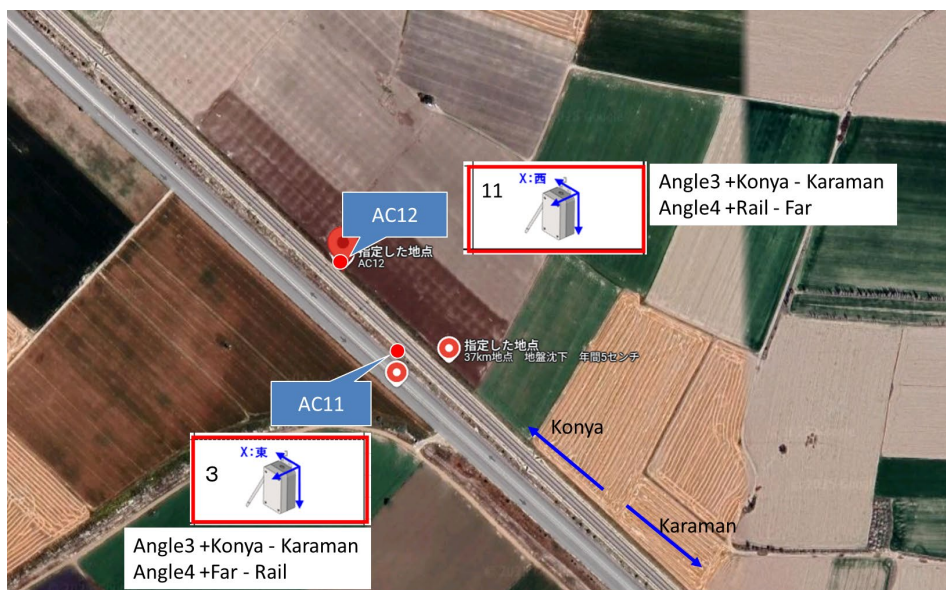 AC12
指定した地点
AC12
11
X:西
Angle3 +Konya - Karaman
Angle4 +Rail - Far
指定した地点
37km地点 地盤沈下 年間5センチ
AC11
Konya
Karaman
3
X:東
Angle3 +Konya - Karaman
Angle4 +Far - Rail